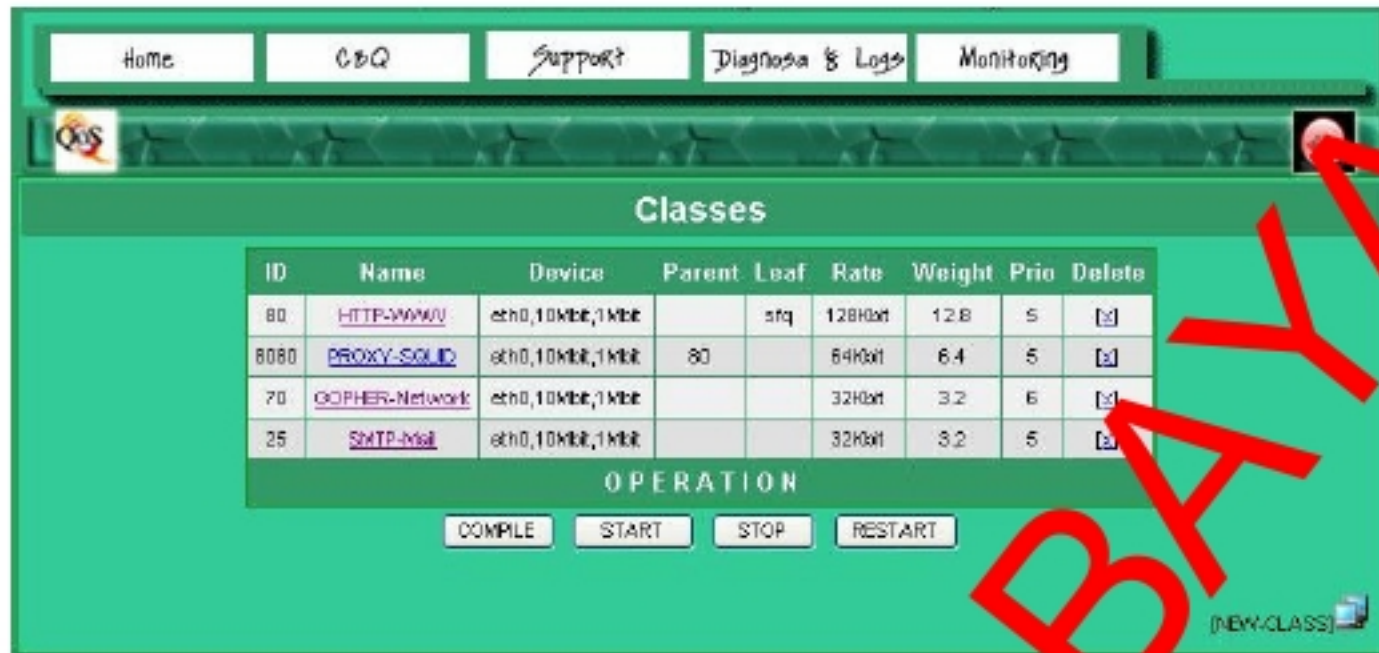 Home CBQ Support Diagnosa & Logs Monitoring
QoS
Classes
ID Name Device Parent Leaf Rate Weight Prio Delete
80 HTTP-WWW eth0,10Mbit,1Mbit sfq 128Kbit 12.8 5 [x]
8080 PROXY-SQUID eth0,10Mbit,1Mbit 80 64Kbit 6.4 5 [x]
70 GOPHER-Network eth0,10Mbit,1Mbit 32Kbit 3.2 6 [x]
25 SMTP-Mail eth0,10Mbit,1Mbit 32Kbit 3.2 5 [x]
OPERATION
COMPILE START STOP RESTART
[NEW-CLASS]
BAY